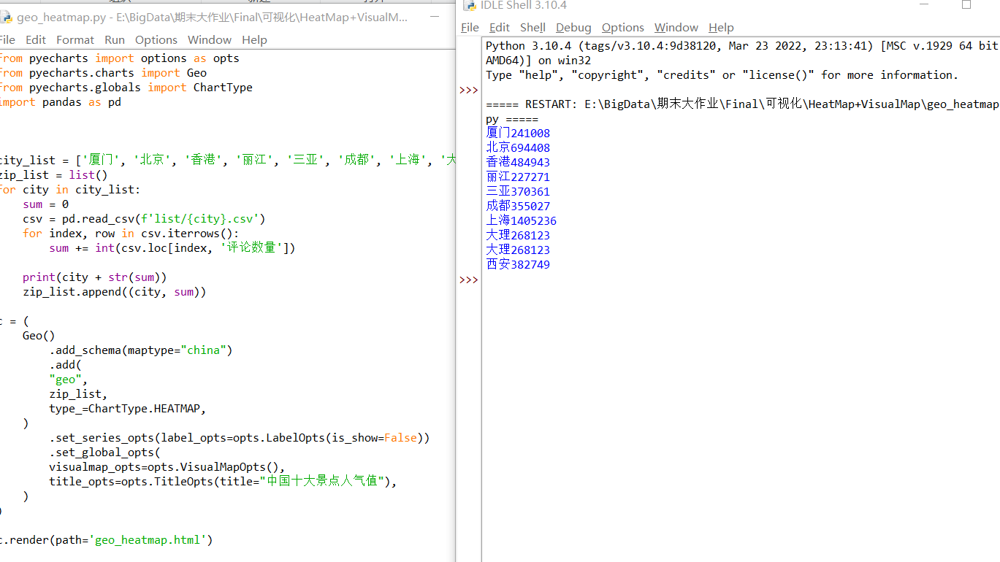 geo_heatmap.py - E:\BigData\期末大作业\Final\可视化\HeatMap+VisualM...
File Edit Format Run Options Window Help
from pyecharts import options as opts
from pyecharts.charts import Geo
from pyecharts.globals import ChartType
import pandas as pd
city_list = ['厦门', '北京', '香港', '丽江', '三亚', '成都', '上海', '大
zip_list = list()
for city in city_list:
sum = 0
csv = pd.read_csv(f'list/{city}.csv')
for index, row in csv.iterrows():
sum += int(csv.loc[index, '评论数量'])
print(city + str(sum))
zip_list.append((city, sum))
c = (
Geo()
.add_schema(maptype="china")
.add(
"geo",
zip_list,
type_=ChartType.HEATMAP,
)
.set_series_opts(label_opts=opts.LabelOpts(is_show=False))
.set_global_opts(
visualmap_opts=opts.VisualMapOpts(),
title_opts=opts.TitleOpts(title="中国十大景点人气值"),
)
)
c.render(path='geo_heatmap.html')
IDLE Shell 3.10.4
File Edit Shell Debug Options Window Help
Python 3.10.4 (tags/v3.10.4:9d38120, Mar 23 2022, 23:13:41) [MSC v.1929 64 bit
AMD64)] on win32
Type "help", "copyright", "credits" or "license()" for more information.
>>>
===== RESTART: E:\BigData\期末大作业\Final\可视化\HeatMap+VisualMap\geo_heatmap
py =====
厦门241008
北京694408
香港484943
丽江227271
三亚370361
成都355027
上海1405236
大理268123
大理268123
西安382749
>>>